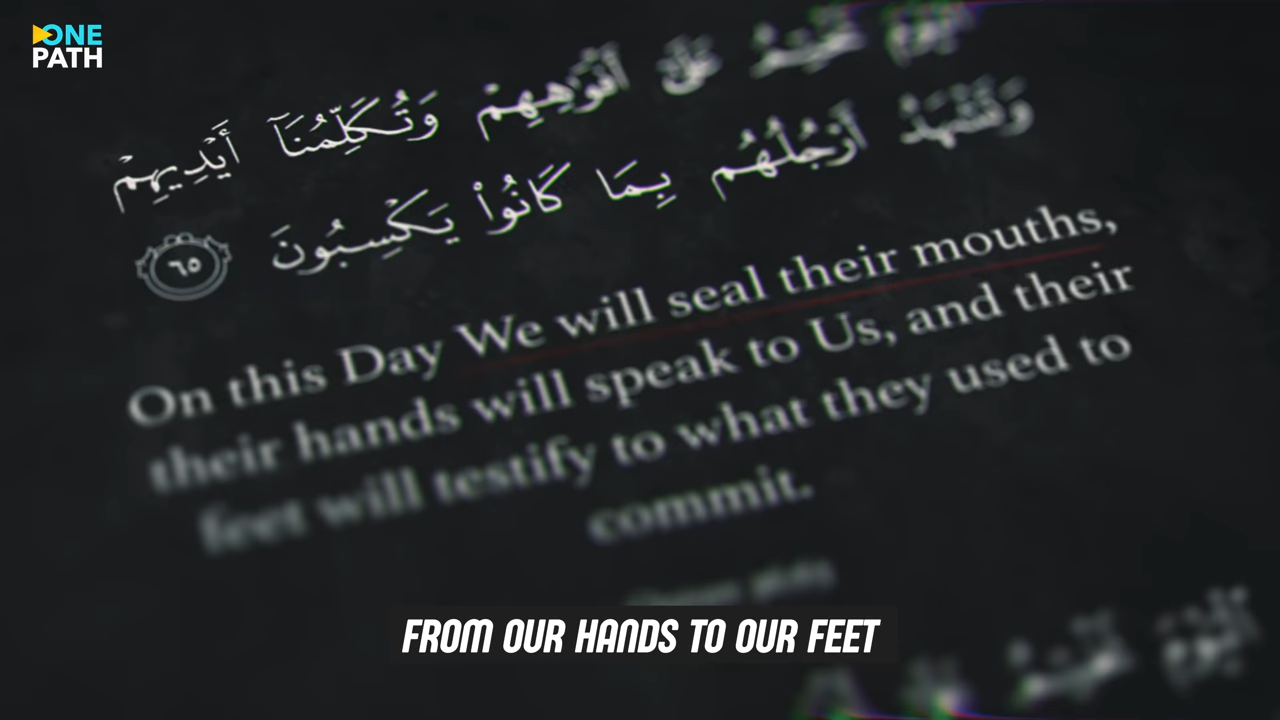 ONE
PATH
الْيَوْمَ نَخْتِمُ عَلَىٰ أَفْوَٰهِهِمْ وَتُكَلِّمُنَآ أَيْدِيهِمْ
وَتَشْهَدُ أَرْجُلُهُم بِمَا كَانُوا۟ يَكْسِبُونَ ٦٥
On this Day We will seal their mouths,
their hands will speak to Us, and their
feet will testify to what they used to
commit.
FROM OUR HANDS TO OUR FEET